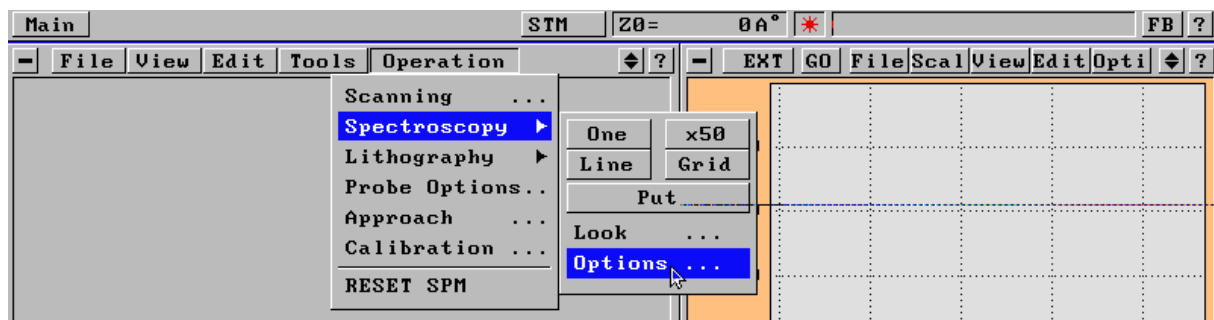 Main STM Z0= 0A° FB ?
File View Edit Tools Operation ? EXT GO File Scal View Edit Opti ?
Scanning ...
Spectroscopy
Lithography
Probe Options..
Approach ...
Calibration ...
RESET SPM
One x50
Line Grid
Put
Look ...
Options ...